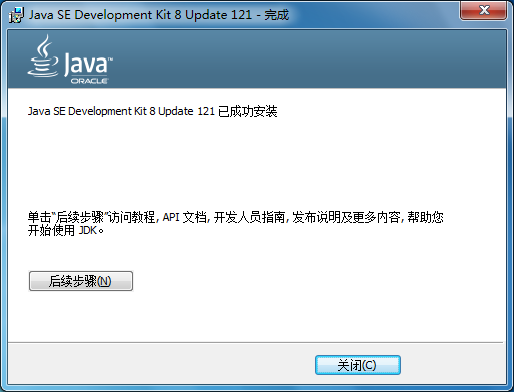 Java SE Development Kit 8 Update 121 - 完成
Java™
ORACLE
Java SE Development Kit 8 Update 121 已成功安装
单击“后续步骤”访问教程, API 文档, 开发人员指南, 发布说明及更多内容, 帮助您
开始使用 JDK。
后续步骤(N)
关闭(C)